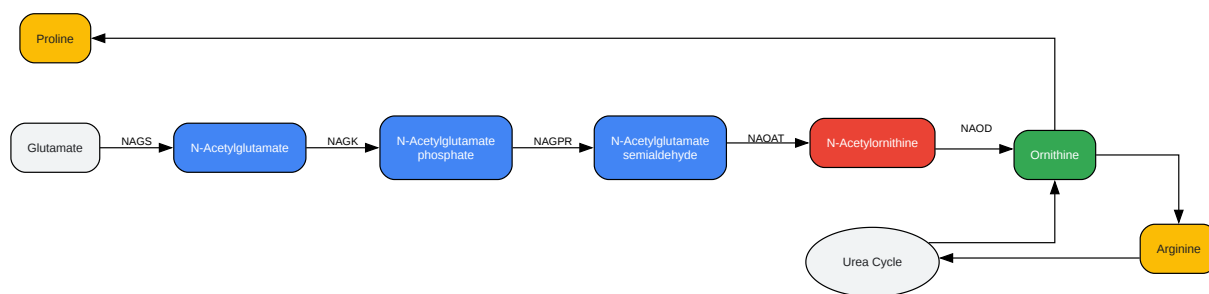 Proline
Glutamate
NAGS
N-Acetylglutamate
NAGK
N-Acetylglutamate
phosphate
NAGPR
N-Acetylglutamate
semialdehyde
NAOAT
N-Acetylornithine
NAOD
Ornithine
Urea Cycle
Arginine